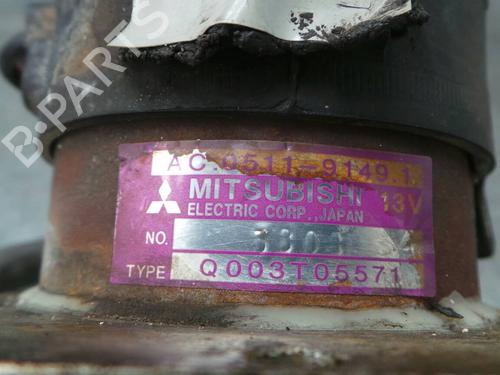 B-PARTS
AC.0511-9149.1.
MITSUBISHI 13V
ELECTRIC CORP., JAPAN
NO.
TYPE Q003T05571